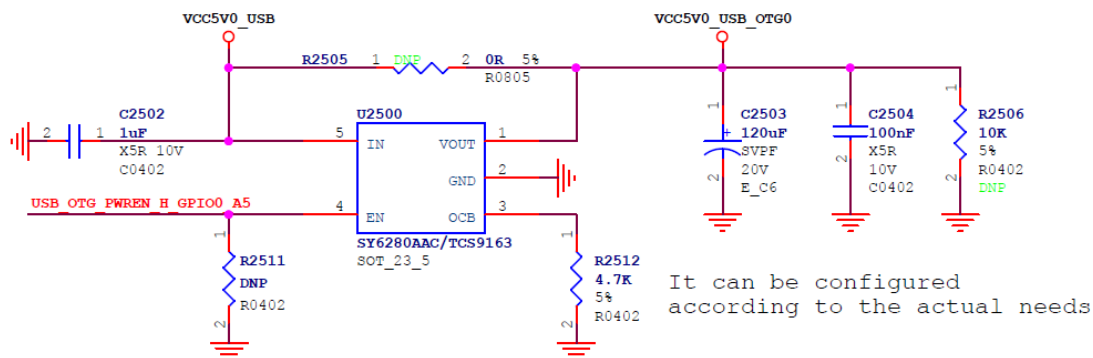 VCC5V0_USB
VCC5V0_USB_OTG0
R2505 1 DNP 2 0R 5%
R0805
C2502
2 1 1uF
X5R 10V
C0402
U2500
5 IN VOUT 1
GND 2
4 EN OCB 3
SY6280AAC/TCS9163
SOT_23_5
USB_OTG_PWREN_H_GPIO0_A5
1
R2511
DNP
R0402
2
1
R2512
4.7K
5%
R0402
2
1
C2503
+ 120uF
SVPF
20V
E_C6
2
1
C2504
100nF
X5R
10V
C0402
2
1
R2506
10K
5%
R0402
DNP
2
It can be configured
according to the actual needs